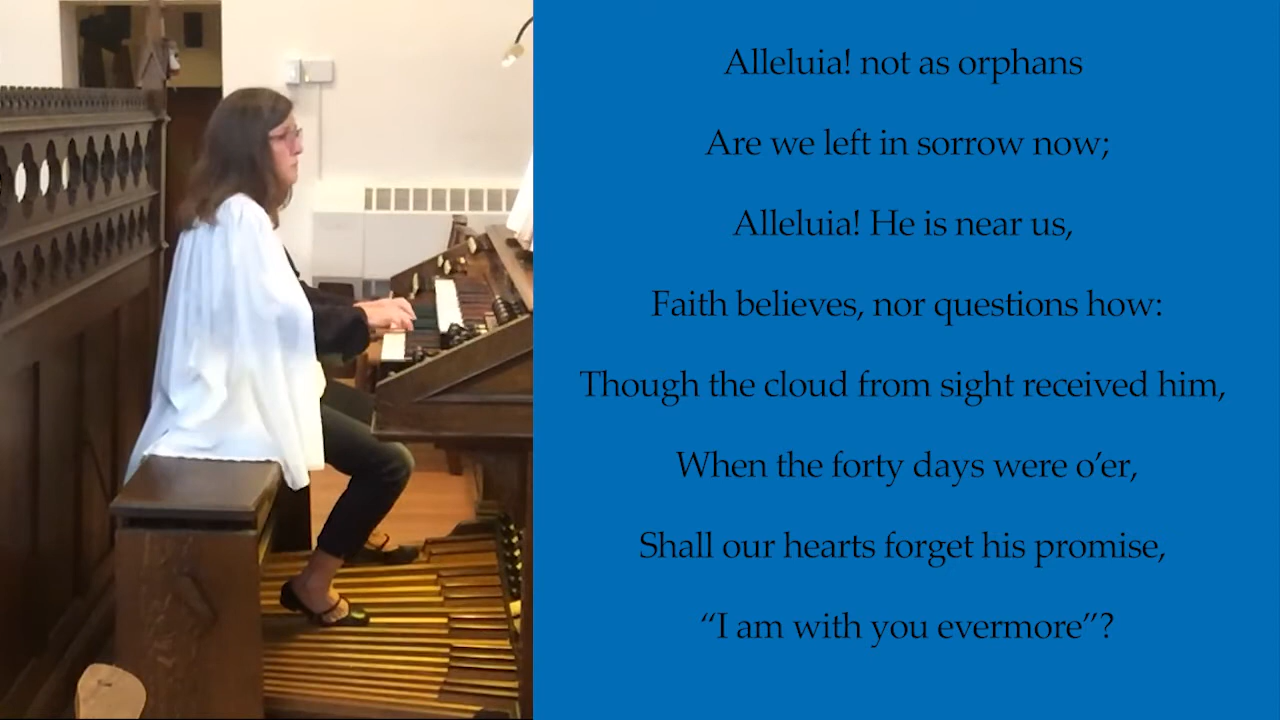 Alleluia! not as orphans
Are we left in sorrow now;
Alleluia! He is near us,
Faith believes, nor questions how:
Though the cloud from sight received him,
When the forty days were o’er,
Shall our hearts forget his promise,
“I am with you evermore”?